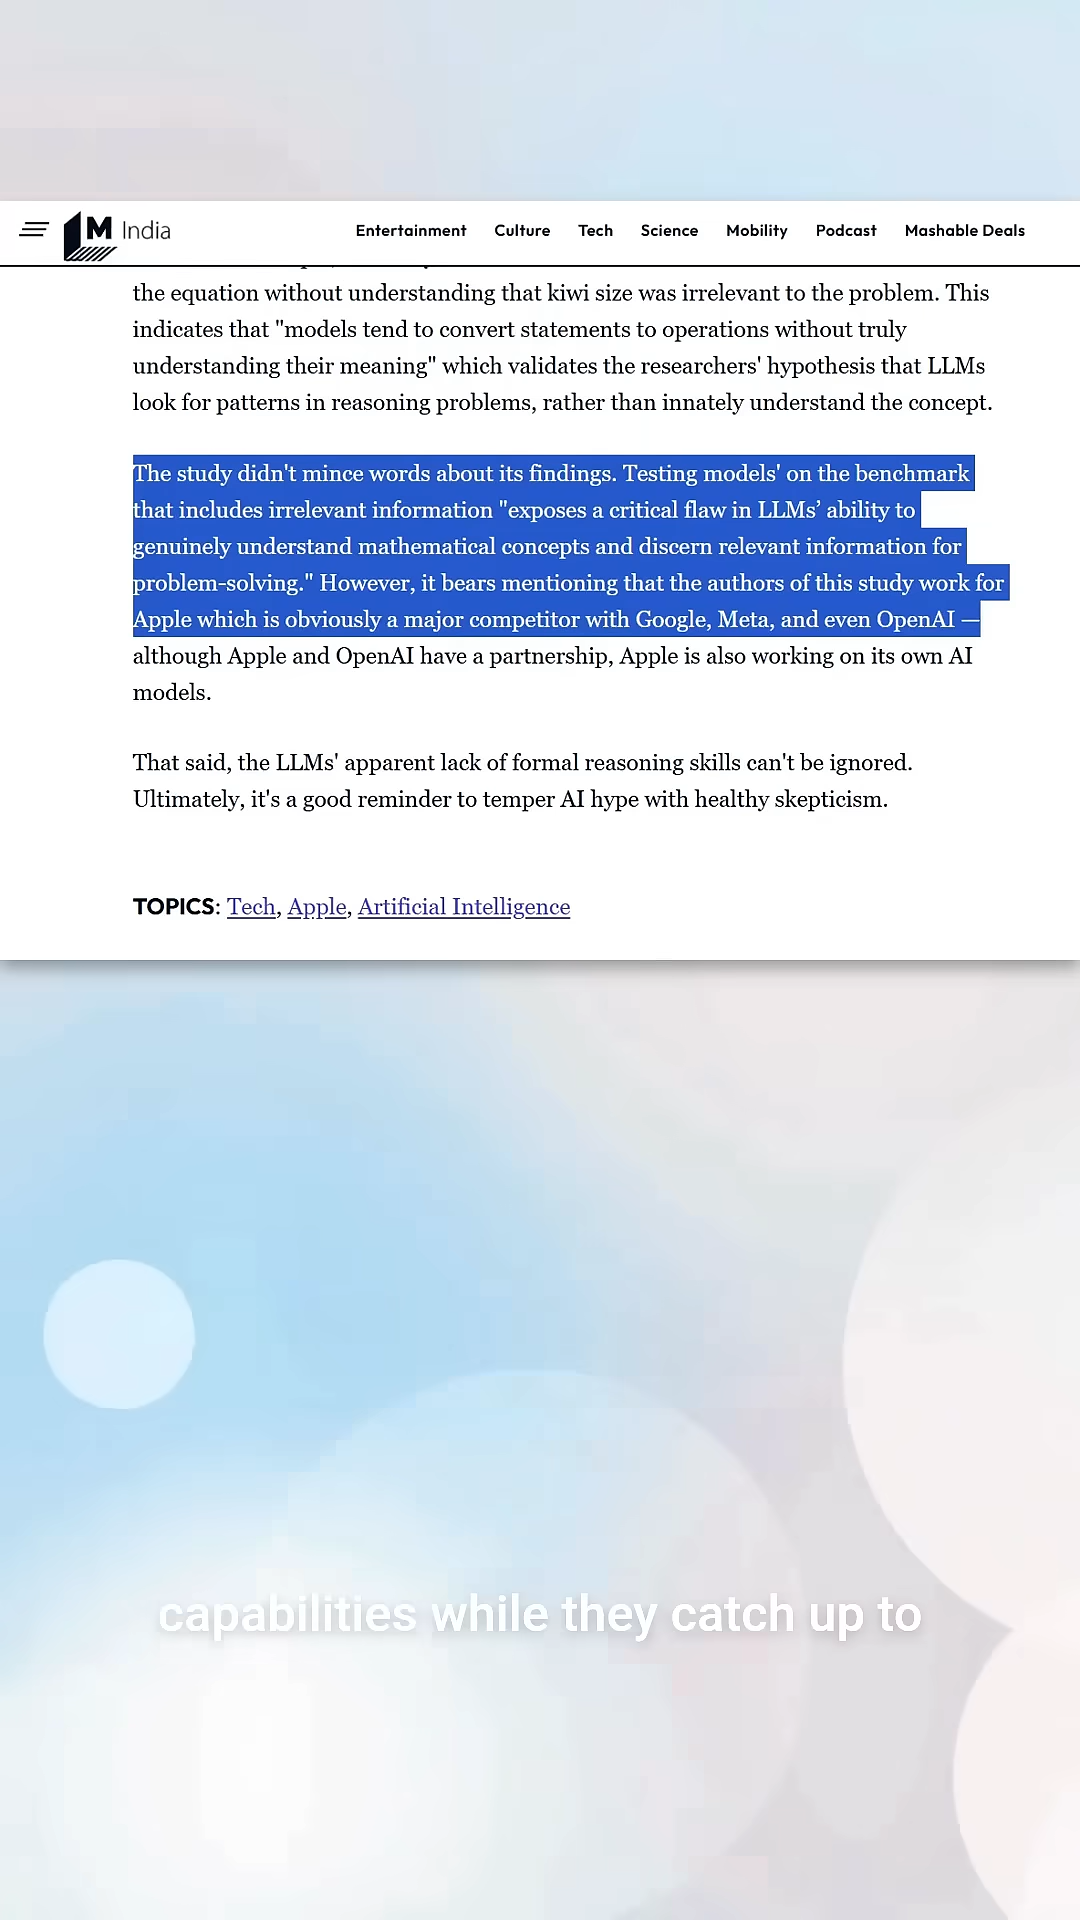 M India
Entertainment Culture Tech Science Mobility Podcast Mashable Deals
the equation without understanding that kiwi size was irrelevant to the problem. This
indicates that "models tend to convert statements to operations without truly
understanding their meaning" which validates the researchers' hypothesis that LLMs
look for patterns in reasoning problems, rather than innately understand the concept.
The study didn't mince words about its findings. Testing models' on the benchmark
that includes irrelevant information "exposes a critical flaw in LLMs’ ability to
genuinely understand mathematical concepts and discern relevant information for
problem-solving." However, it bears mentioning that the authors of this study work for
Apple which is obviously a major competitor with Google, Meta, and even OpenAI —
although Apple and OpenAI have a partnership, Apple is also working on its own AI
models.
That said, the LLMs' apparent lack of formal reasoning skills can't be ignored.
Ultimately, it's a good reminder to temper AI hype with healthy skepticism.
TOPICS: Tech, Apple, Artificial Intelligence
capabilities while they catch up to